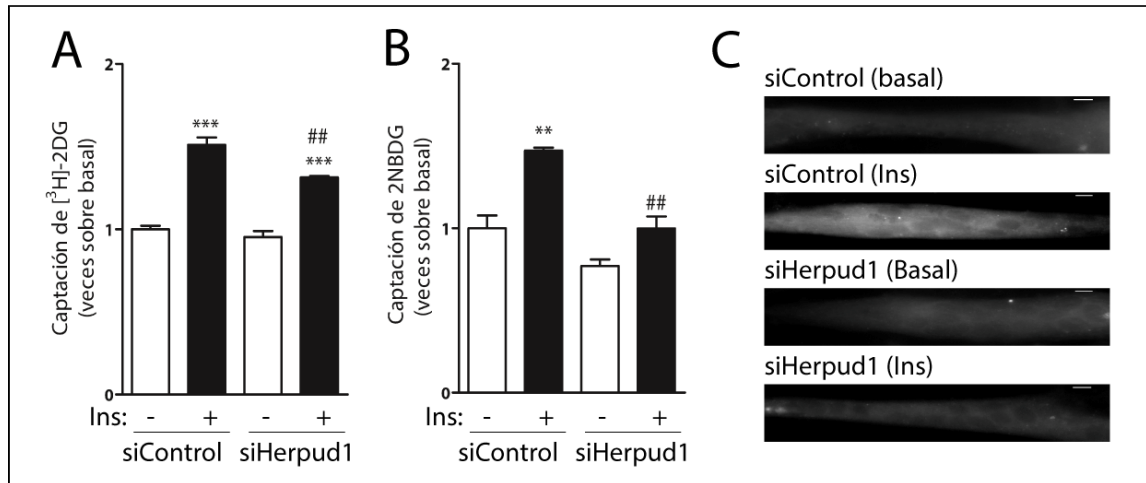 A
Captación de [³H]-2DG
(veces sobre basal)
2
1
0
***
##
***
Ins: - + - +
siControl siHerpud1
B
Captación de 2NBDG
(veces sobre basal)
2
1
0
**
##
Ins: - + - +
siControl siHerpud1
C
siControl (basal)
siControl (Ins)
siHerpud1 (Basal)
siHerpud1 (Ins)